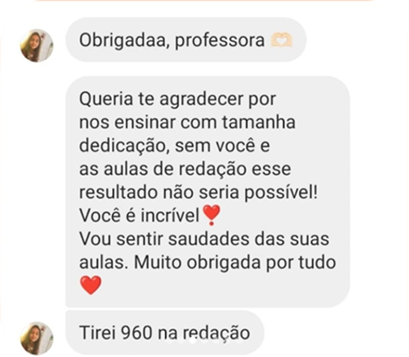 Obrigadaa, professora 🫶🏻
Queria te agradecer por
nos ensinar com tamanha
dedicação, sem você e
as aulas de redação esse
resultado não seria possível!
Você é incrível❣️
Vou sentir saudades das suas
aulas. Muito obrigada por tudo
❤️
Tirei 960 na redação